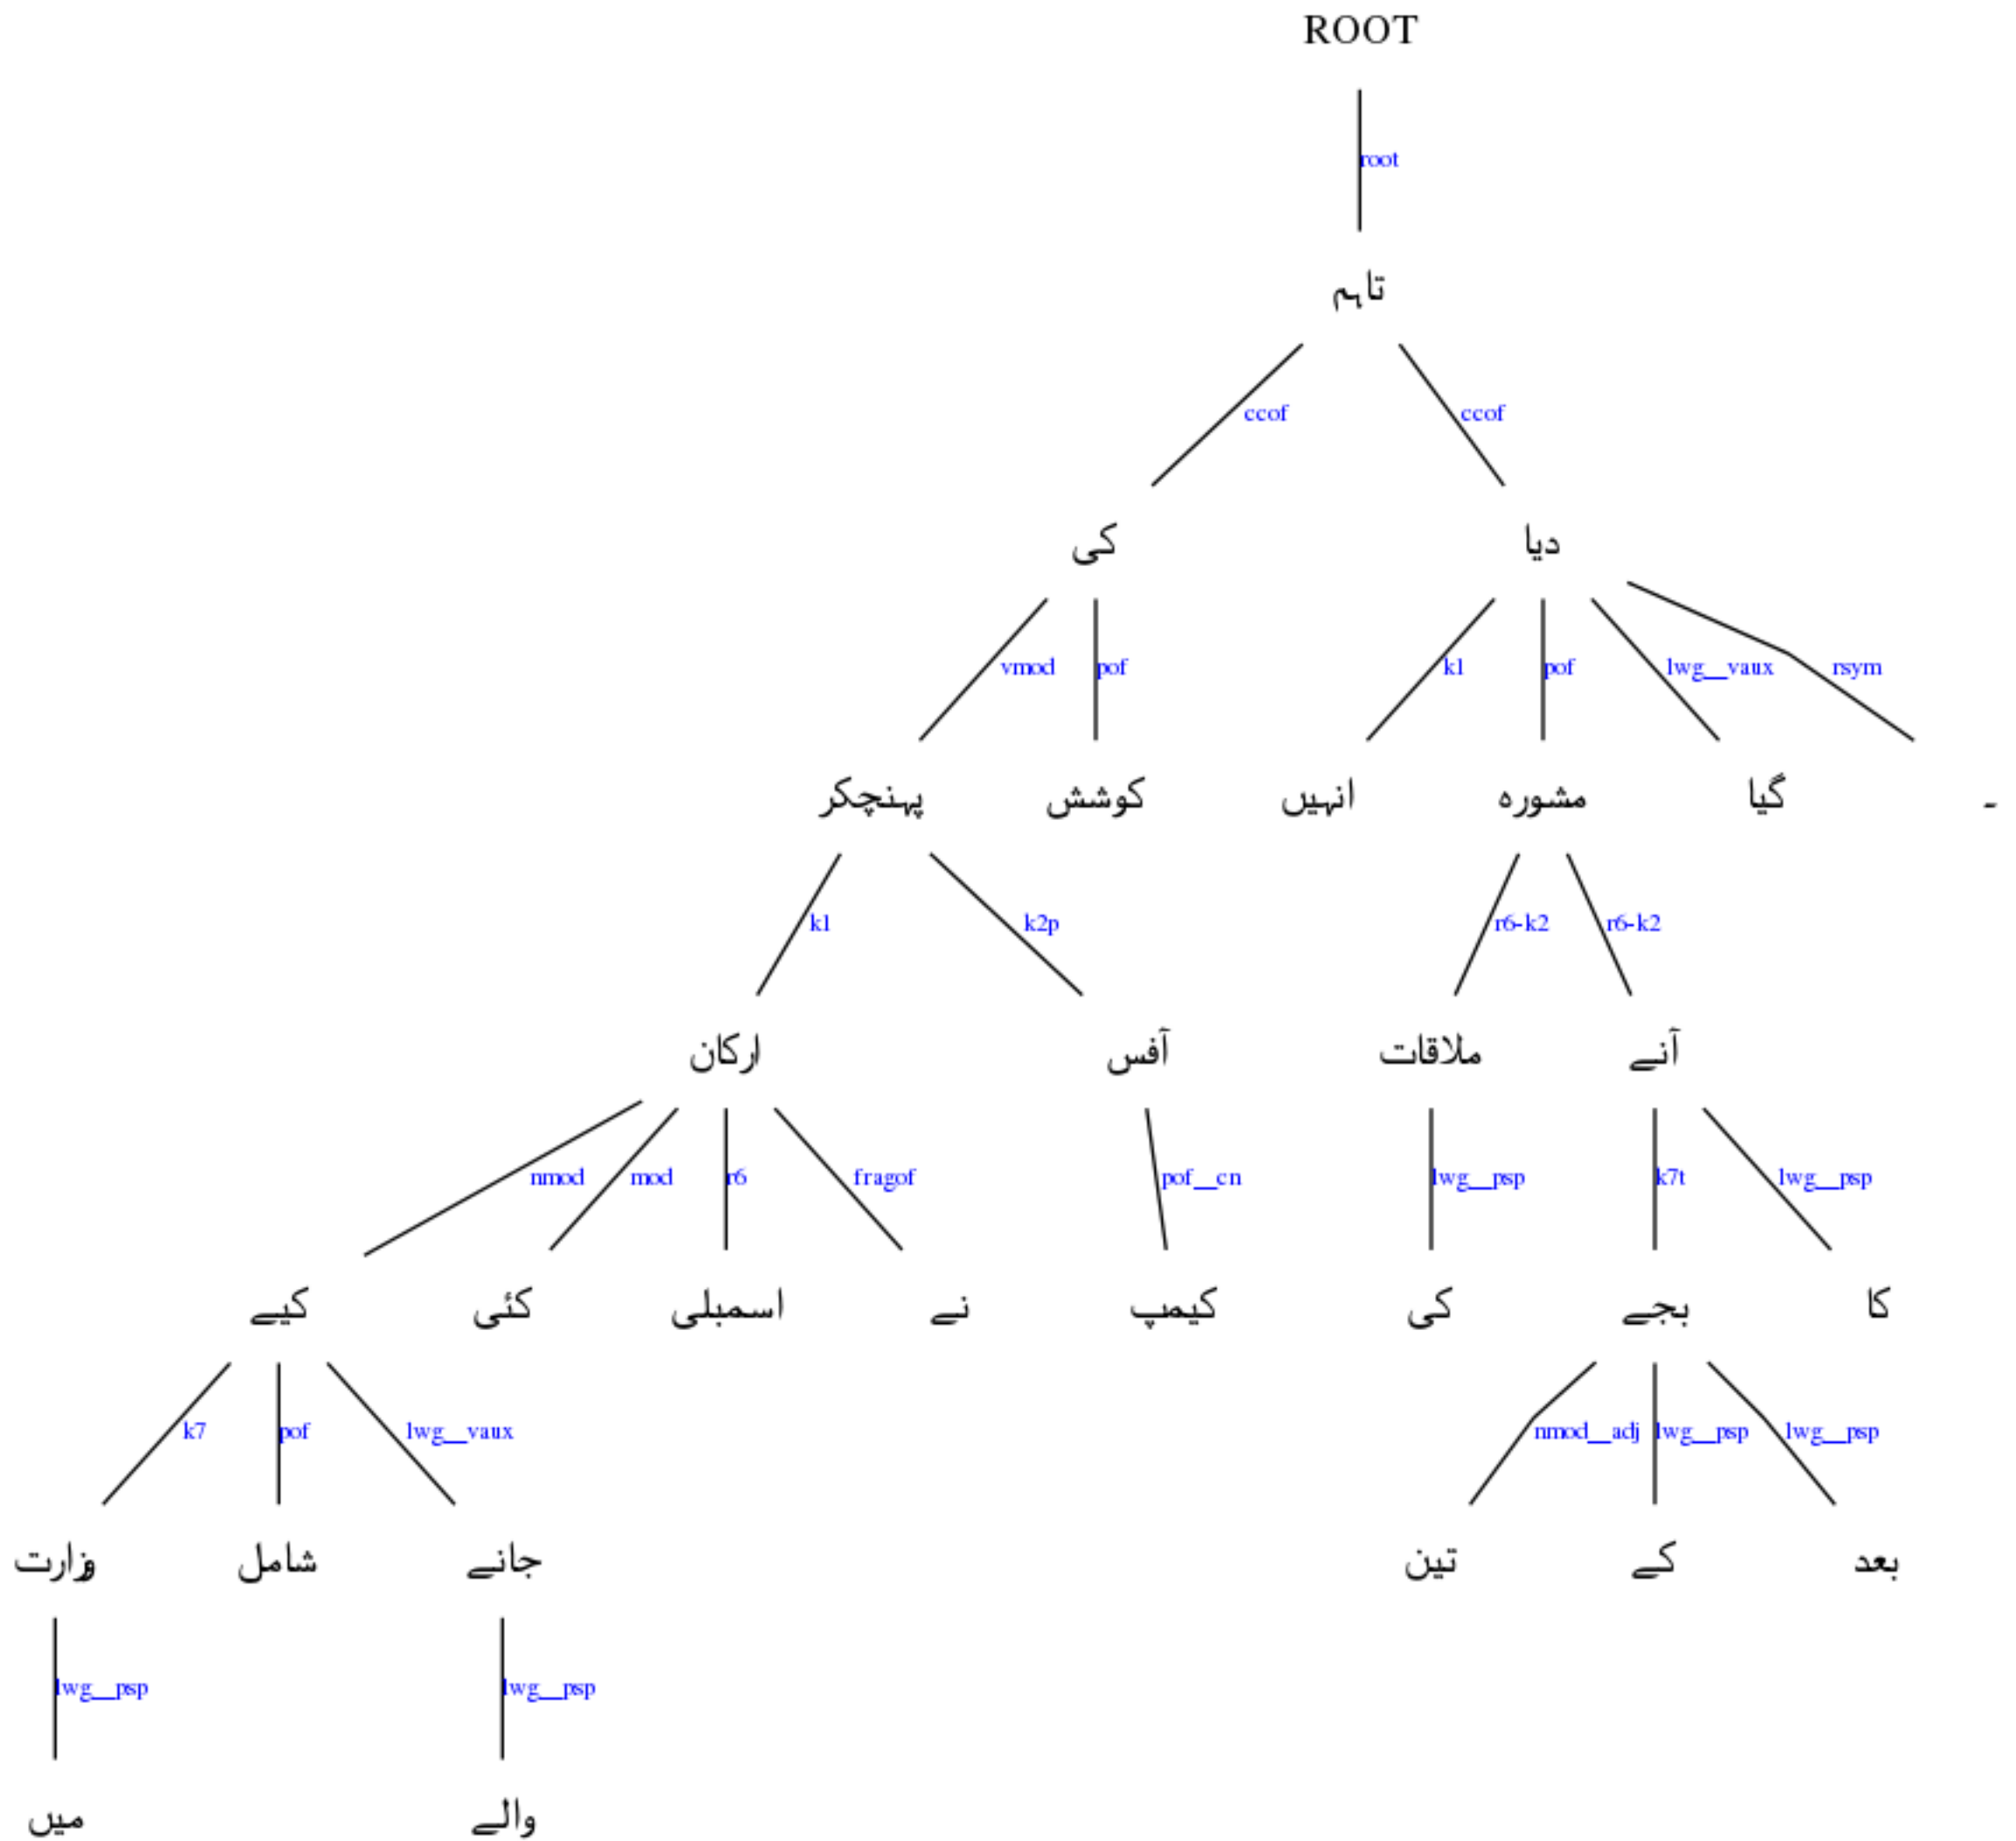 ROOT
root
تاہم
ccof ccof
کی دیا
vmod pof k1 pof lwg__vaux rsym
پہنچکر کوشش انہیں مشورہ گیا ۔
k1 k2p r6-k2 r6-k2
ارکان آفس ملاقات آنے
nmod mod r6 fragof pof__cn lwg__psp k7t lwg__psp
کیے کئی اسمبلی نے کیمپ کی بجے کا
k7 pof lwg__vaux nmod__adj lwg__psp lwg__psp
وزارت شامل جانے تین کے بعد
lwg__psp lwg__psp
میں والے